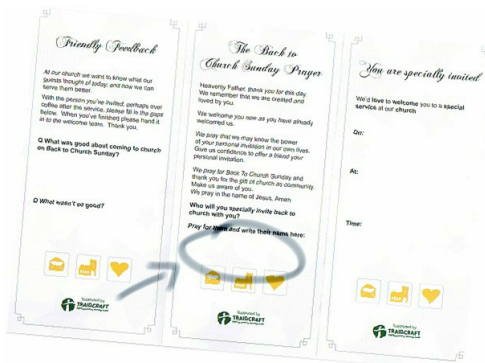 Friendly Feedback
At our church we want to know what our
guests thought of today, and how we can
serve them better.
With the person you've invited, perhaps over
coffee after the service, please fill in the gaps
below. When you've finished please hand it
in to the welcome team. Thank you.
Q What was good about coming to church
on Back to Church Sunday?
Q What wasn't so good?
Supported by
TRAIDCRAFT
The Back to
Church Sunday Prayer
Heavenly Father, thank you for this day.
We remember that we are created and
loved by you.
We welcome you now as you have already
welcomed us.
We pray that we may know the power
of your personal invitation in our own lives.
Give us confidence to offer a friend your
personal invitation.
We pray for Back To Church Sunday and
thank you for the gift of church as community.
Make us aware of you.
We pray in the name of Jesus, Amen
Who will you specially invite back to
church with you?
Pray for them and write their name here:
Supported by
TRAIDCRAFT
You are specially invited
We'd love to welcome you to a special
service at our church
On:
At:
Time:
Supported by
TRAIDCRAFT